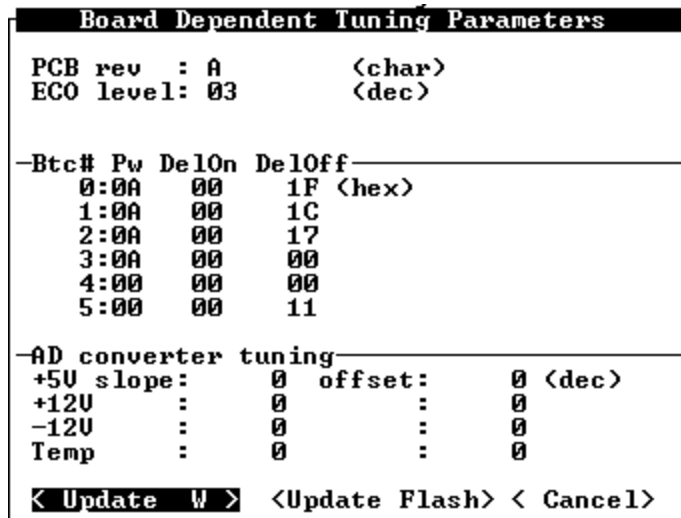 Board Dependent Tuning Parameters
PCB rev : A (char)
ECO level: 03 (dec)
Btc# Pw DelOn DelOff
0:0A 00 1F (hex)
1:0A 00 1C
2:0A 00 17
3:0A 00 00
4:00 00 00
5:00 00 11
AD converter tuning
+5V slope: 0 offset: 0 (dec)
+12V : 0 : 0
-12V : 0 : 0
Temp : 0 : 0
< Update W > <Update Flash> < Cancel>